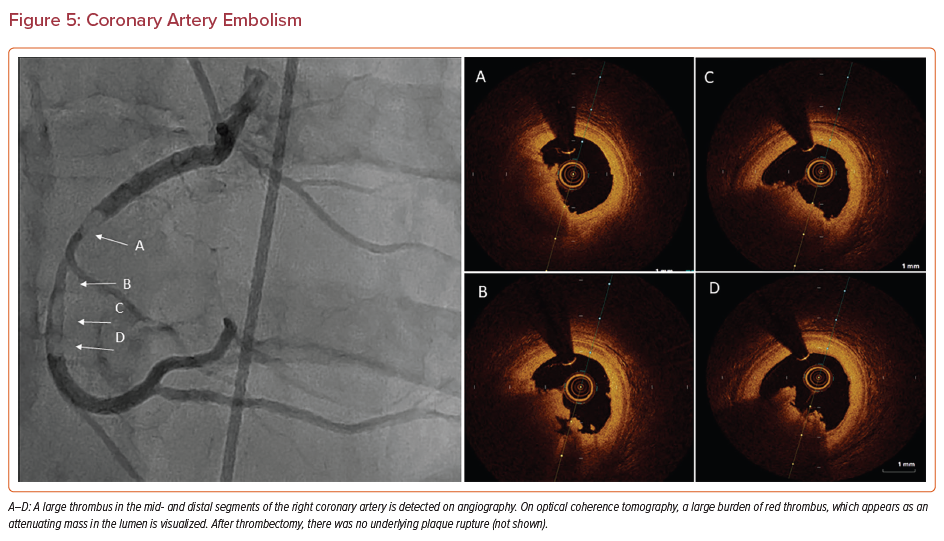 Figure 5: Coronary Artery Embolism
A
B
C
D
A
C
1 mm
1 mm
B
D
1 mm
A–D: A large thrombus in the mid- and distal segments of the right coronary artery is detected on angiography. On optical coherence tomography, a large burden of red thrombus, which appears as an
attenuating mass in the lumen is visualized. After thrombectomy, there was no underlying plaque rupture (not shown).